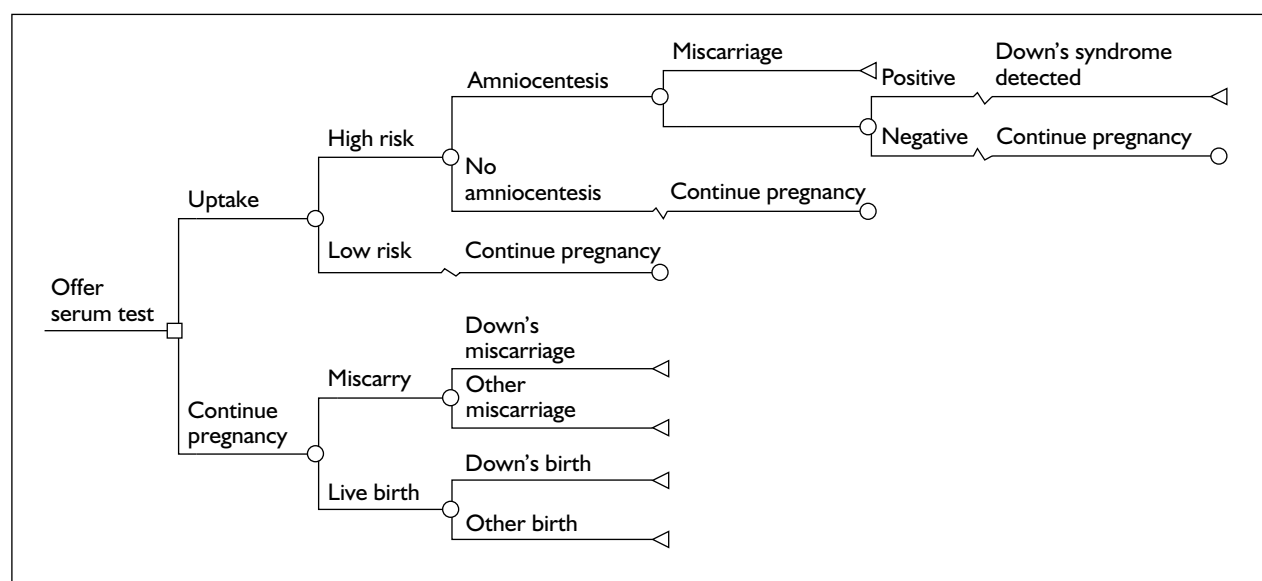 Miscarriage
Down's syndrome
detected
Positive
Amniocentesis
High risk
Negative
Continue pregnancy
No
amniocentesis
Continue pregnancy
Uptake
Low risk
Continue pregnancy
Offer
serum test
Down's
miscarriage
Miscarry
Other
miscarriage
Continue
pregnancy
Down's birth
Live birth
Other birth